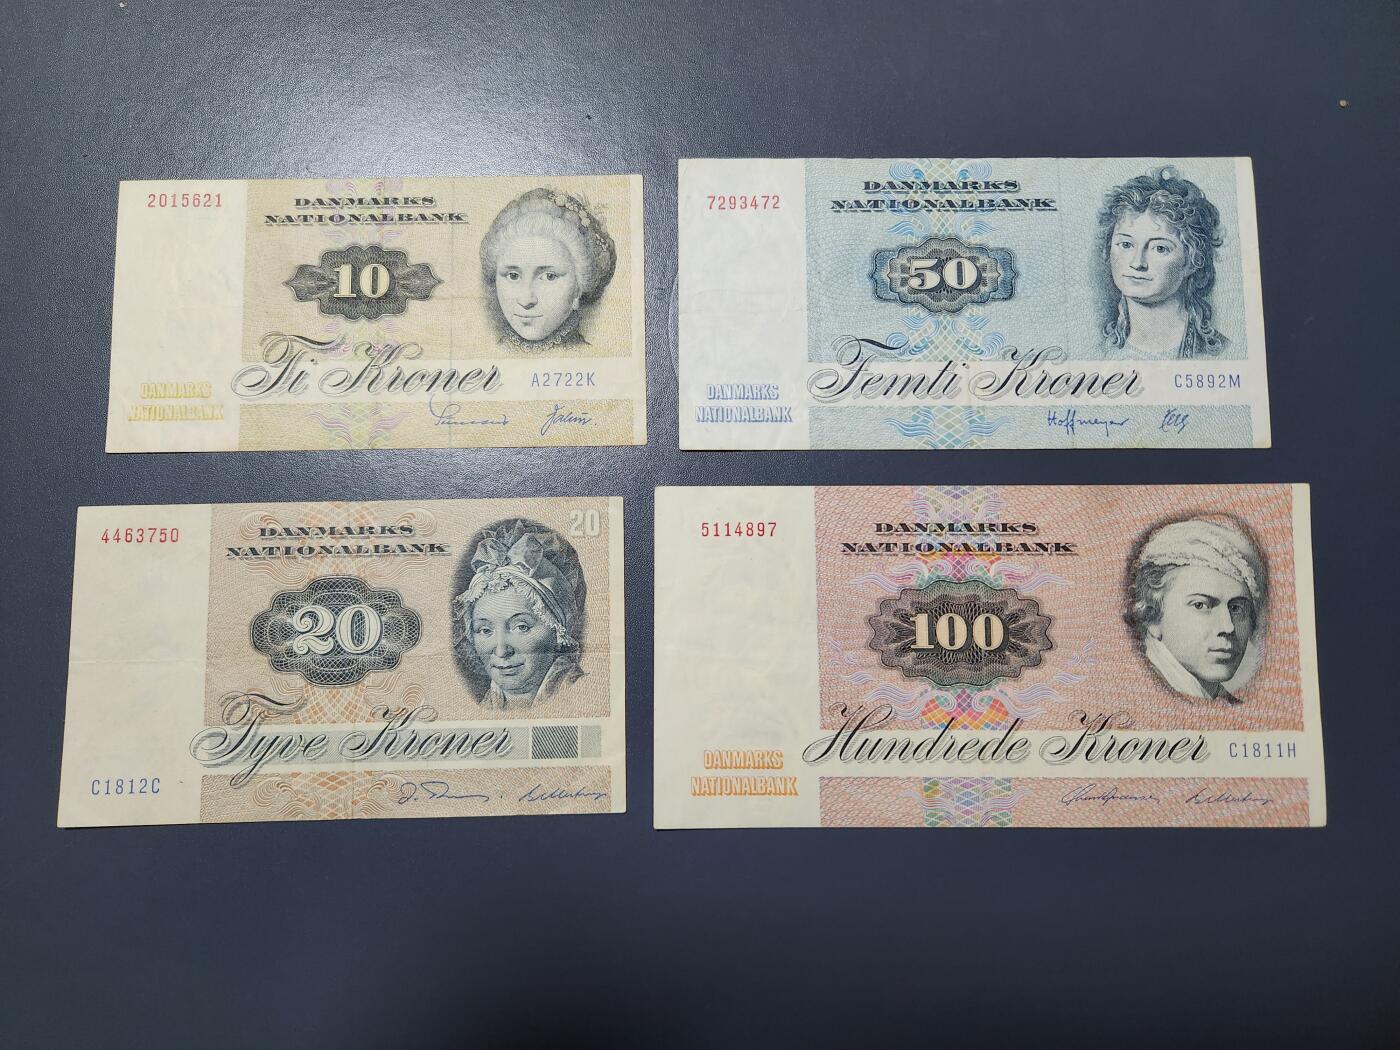 2015621
DANMARKS
NATIONALBANK
10
Ti Kroner
A2722K
DANMARKS
NATIONALBANK
7293472
DANMARKS
NATIONALBANK
50
Femti Kroner
C5892M
DANMARKS
NATIONALBANK
Hoffmeyer
4463750
DANMARKS
NATIONALBANK
20
20
Tyve Kroner
C1812C
5114897
DANMARKS
NATIONALBANK
100
Hundrede Kroner
C1811H
DANMARKS
NATIONALBANK